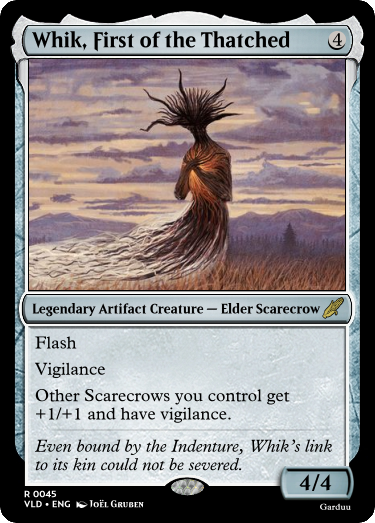 Whik, First of the Thatched 4
Legendary Artifact Creature — Elder Scarecrow
Flash
Vigilance
Other Scarecrows you control get
+1/+1 and have vigilance.
Even bound by the Indenture, Whik's link
to its kin could not be severed.
4/4
R 0045
VLD • ENG JOËL GRUBEN
Garduu